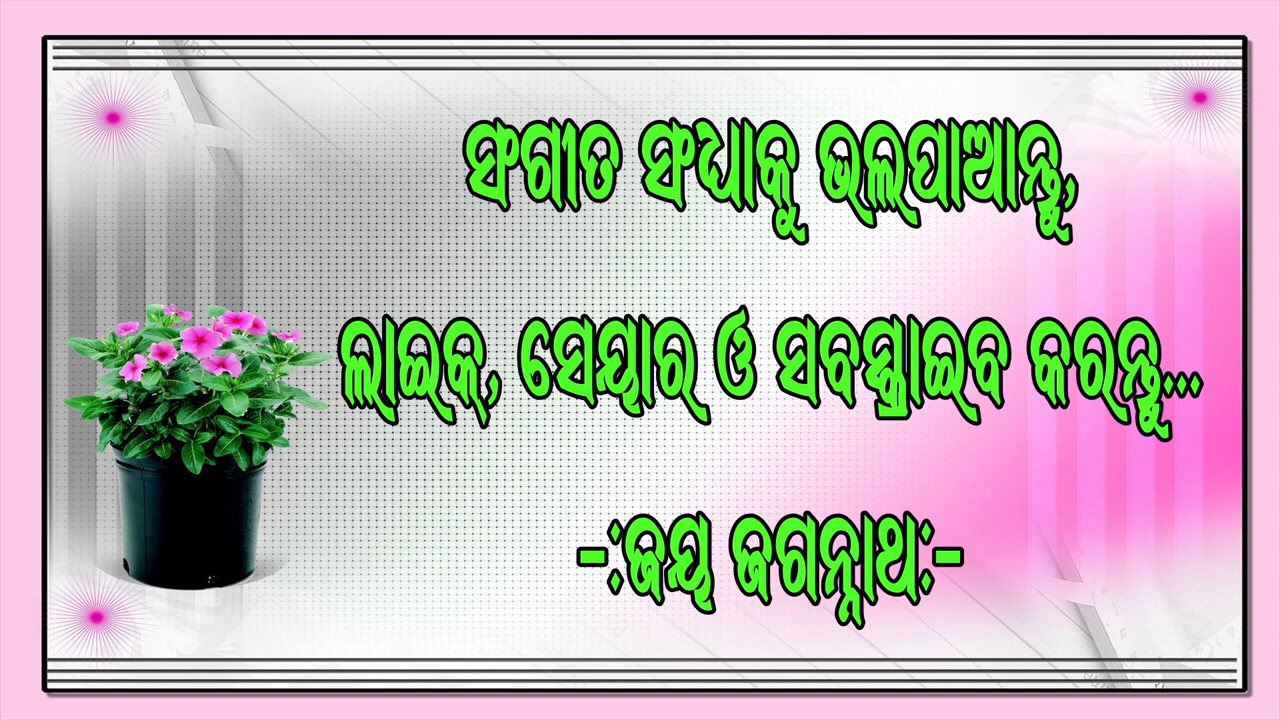 ସଂଗୀତ ସଂଧ୍ୟାକୁ ଭଲପାଆନ୍ତୁ,
ଲାଇକ୍, ସେୟାର ଓ ସବସ୍କ୍ରାଇବ କରନ୍ତୁ...
-:ଜୟ ଜଗନ୍ନାଥ:-